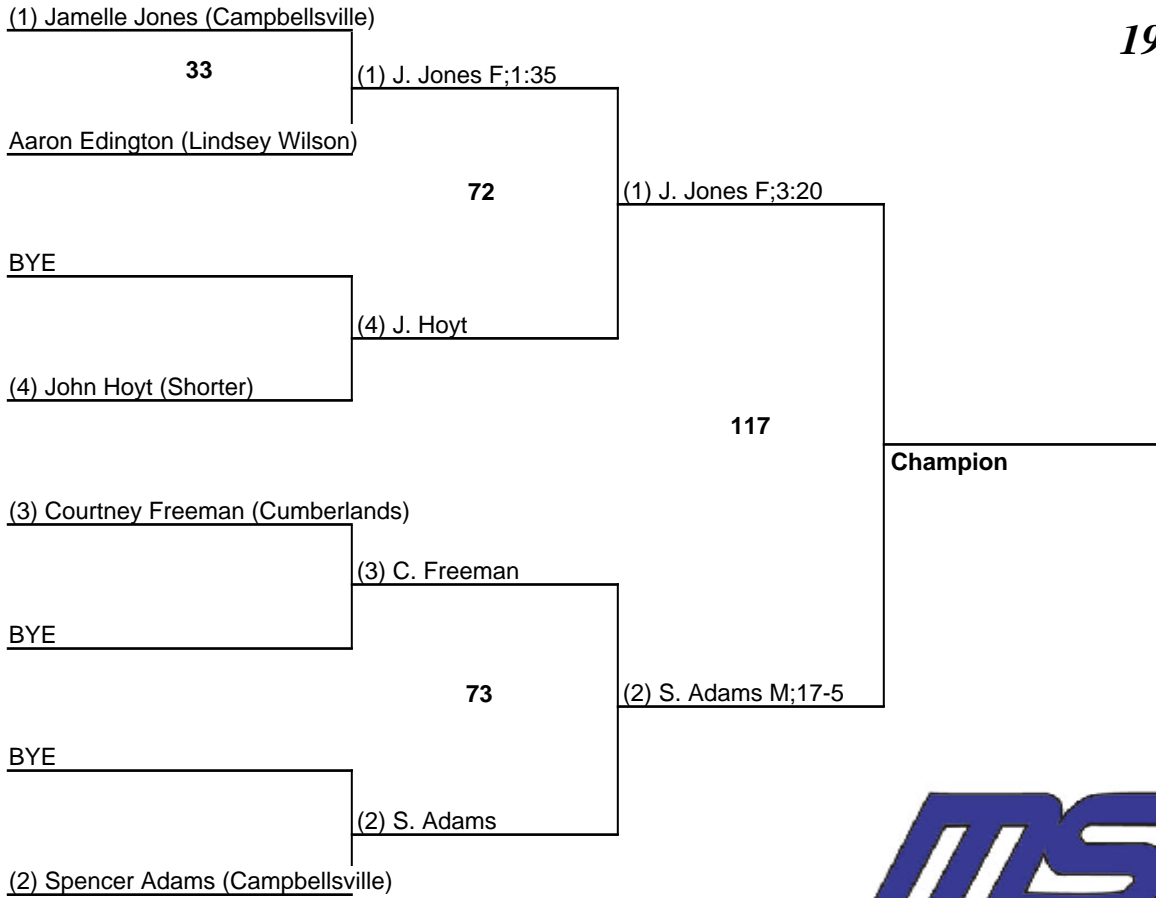 (1) Jamelle Jones (Campbellsville)
19
33
(1) J. Jones F;1:35
Aaron Edington (Lindsey Wilson)
72
(1) J. Jones F;3:20
BYE
(4) J. Hoyt
(4) John Hoyt (Shorter)
117
Champion
(3) Courtney Freeman (Cumberlands)
(3) C. Freeman
BYE
73
(2) S. Adams M;17-5
BYE
(2) S. Adams
MS
(2) Spencer Adams (Campbellsville)